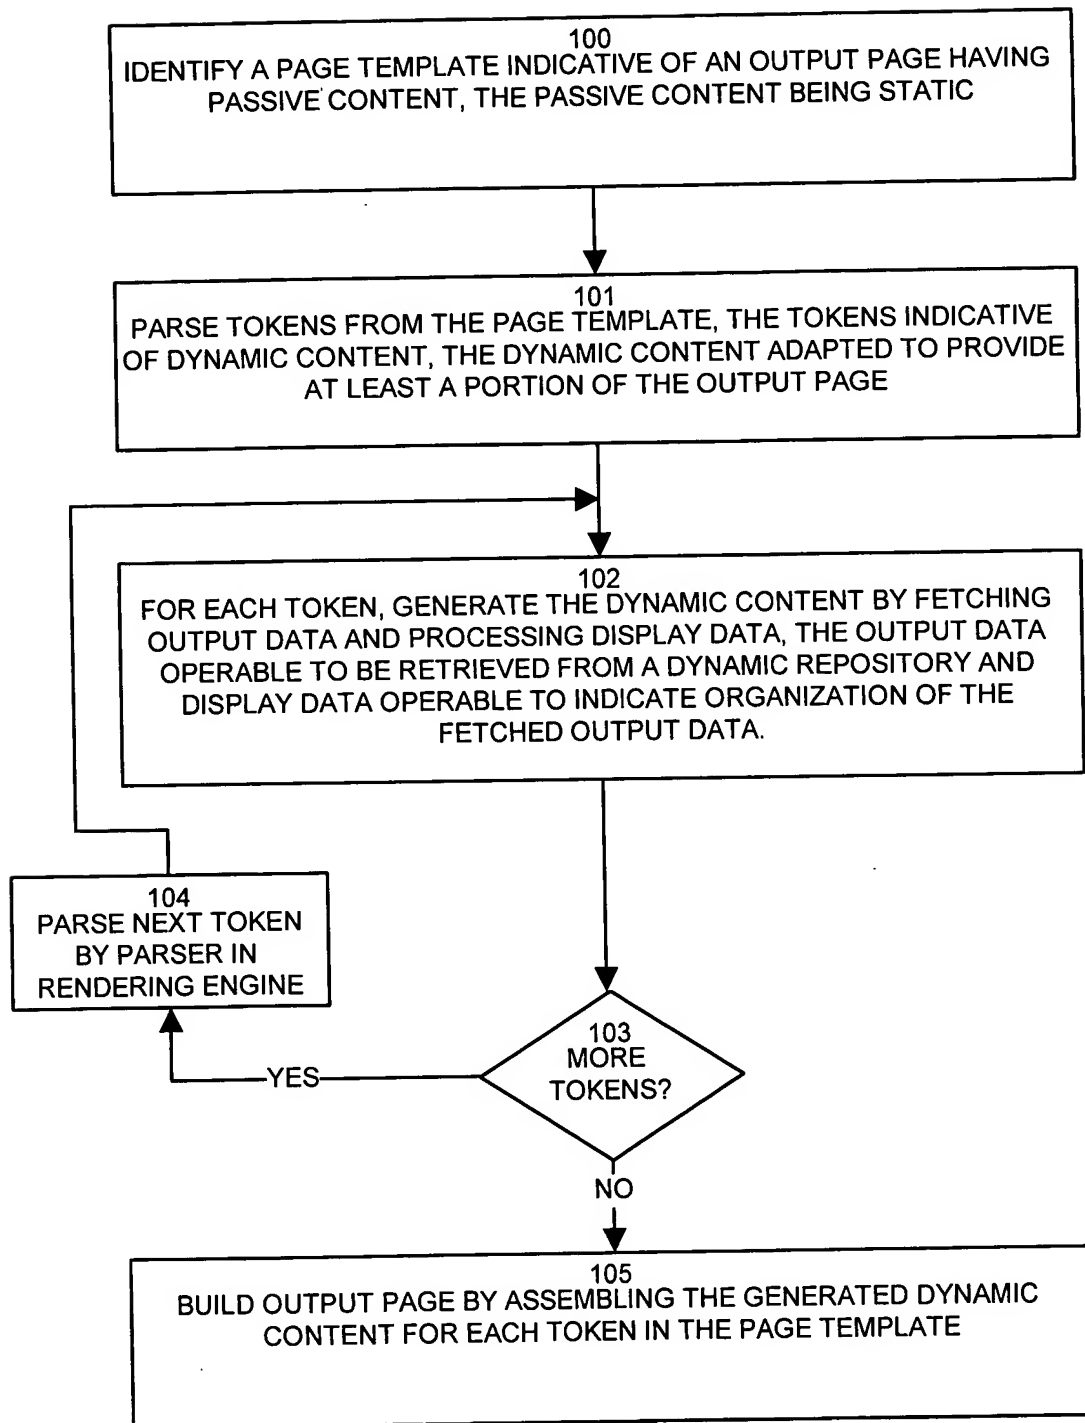 100
IDENTIFY A PAGE TEMPLATE INDICATIVE OF AN OUTPUT PAGE HAVING
PASSIVE CONTENT, THE PASSIVE CONTENT BEING STATIC
101
PARSE TOKENS FROM THE PAGE TEMPLATE, THE TOKENS INDICATIVE
OF DYNAMIC CONTENT, THE DYNAMIC CONTENT ADAPTED TO PROVIDE
AT LEAST A PORTION OF THE OUTPUT PAGE
102
FOR EACH TOKEN, GENERATE THE DYNAMIC CONTENT BY FETCHING
OUTPUT DATA AND PROCESSING DISPLAY DATA, THE OUTPUT DATA
OPERABLE TO BE RETRIEVED FROM A DYNAMIC REPOSITORY AND
DISPLAY DATA OPERABLE TO INDICATE ORGANIZATION OF THE
FETCHED OUTPUT DATA.
104
PARSE NEXT TOKEN
BY PARSER IN
RENDERING ENGINE
103
MORE
TOKENS?
YES
NO
105
BUILD OUTPUT PAGE BY ASSEMBLING THE GENERATED DYNAMIC
CONTENT FOR EACH TOKEN IN THE PAGE TEMPLATE